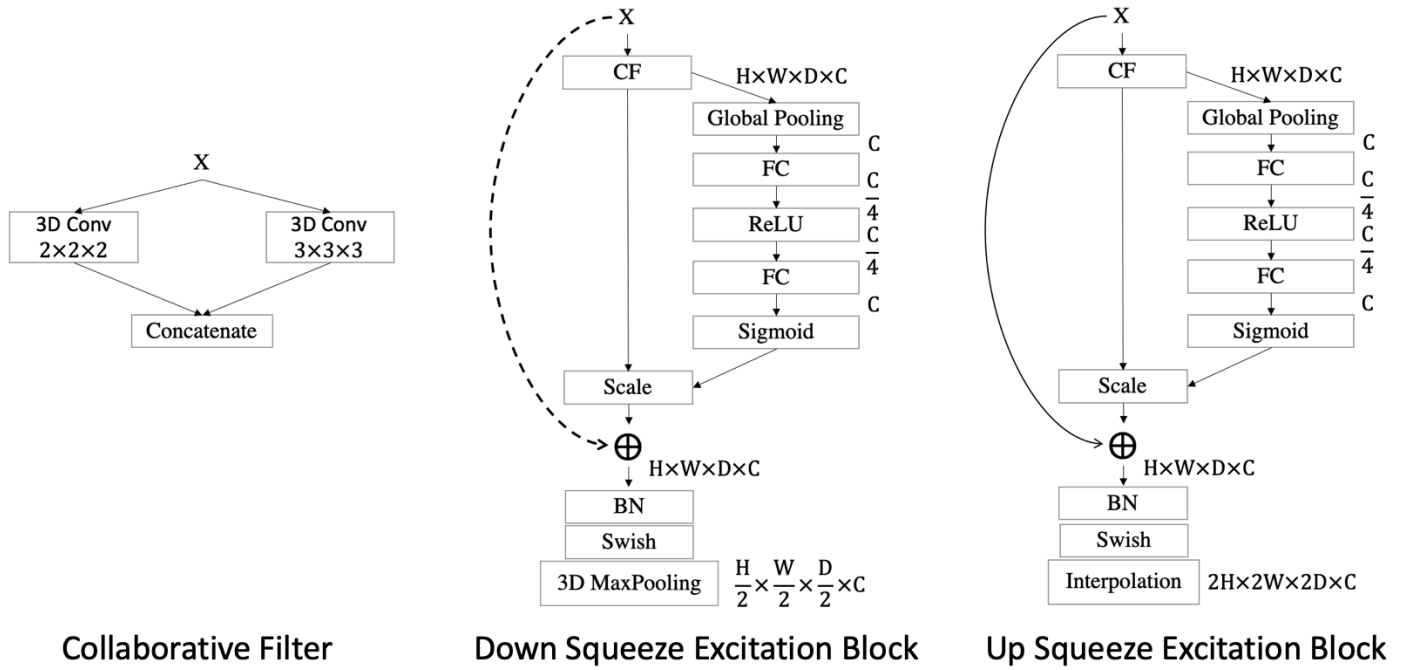 X
3D Conv
2×2×2
3D Conv
3×3×3
Concatenate
Collaborative Filter
X
CF
H×W×D×C
Global Pooling
C
FC
C
4
ReLU
C
4
FC
C
Sigmoid
Scale
⊕
H×W×D×C
BN
Swish
3D MaxPooling
H/2×W/2×D/2×C
Down Squeeze Excitation Block
X
CF
H×W×D×C
Global Pooling
C
FC
C
4
ReLU
C
4
FC
C
Sigmoid
Scale
⊕
H×W×D×C
BN
Swish
Interpolation
2H×2W×2D×C
Up Squeeze Excitation Block